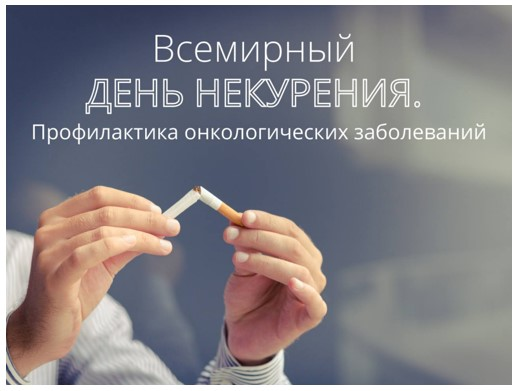 Всемирный
ДЕНЬ НЕКУРЕНИЯ.
Профилактика онкологических заболеваний